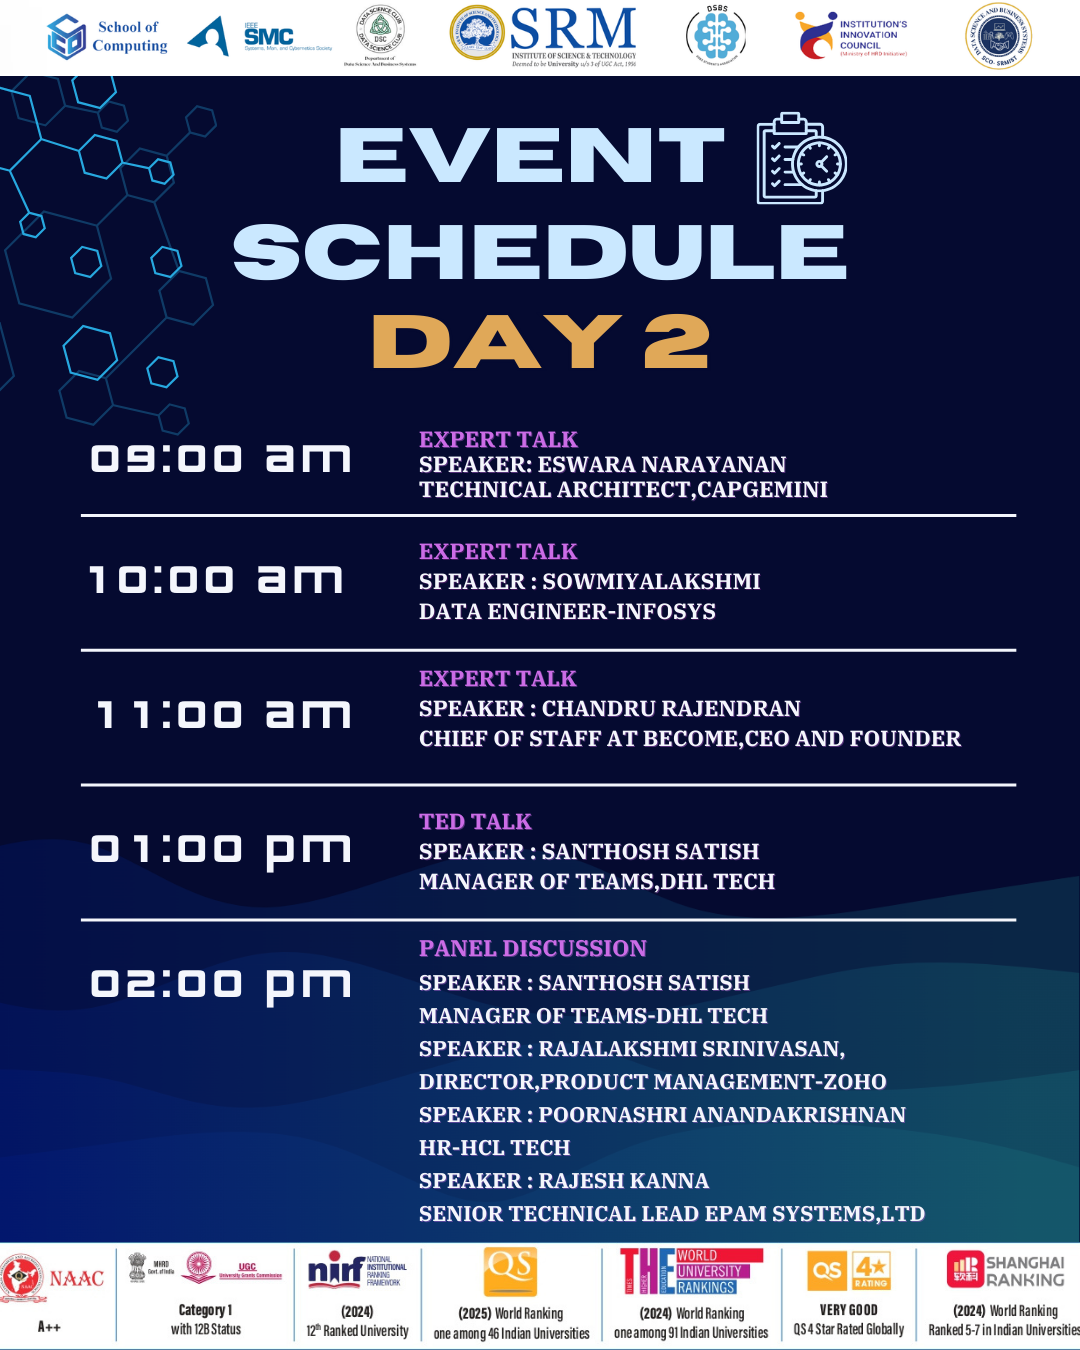 School of
Computing
IEEE
SMC
Systems, Man, and Cybernetics Society
DATA SCIENCE CLUB
DSC
DATA SCIENCE CLUB
Department of
Data Science And Business Systems
SRM
INSTITUTE OF SCIENCE & TECHNOLOGY
Deemed to be University u/s 3 of UGC Act, 1956
DSBS
INSTITUTION'S
INNOVATION
COUNCIL
(Ministry of HRD Initiative)
DATA SCIENCE AND BUSINESS SYSTEMS
SCO- SRMIST
EVENT
SCHEDULE
DAY 2
09:00 am
EXPERT TALK
SPEAKER: ESWARA NARAYANAN
TECHNICAL ARCHITECT,CAPGEMINI
10:00 am
EXPERT TALK
SPEAKER : SOWMIYALAKSHMI
DATA ENGINEER-INFOSYS
11:00 am
EXPERT TALK
SPEAKER : CHANDRU RAJENDRAN
CHIEF OF STAFF AT BECOME,CEO AND FOUNDER
01:00 pm
TED TALK
SPEAKER : SANTHOSH SATISH
MANAGER OF TEAMS,DHL TECH
02:00 pm
PANEL DISCUSSION
SPEAKER : SANTHOSH SATISH
MANAGER OF TEAMS-DHL TECH
SPEAKER : RAJALAKSHMI SRINIVASAN,
DIRECTOR,PRODUCT MANAGEMENT-ZOHO
SPEAKER : POORNASHRI ANANDAKRISHNAN
HR-HCL TECH
SPEAKER : RAJESH KANNA
SENIOR TECHNICAL LEAD EPAM SYSTEMS,LTD
NAAC
A++
MHRD
Govt. of India
UGC
University Grants Commission
Category 1
with 12B Status
nirf
NATIONAL
INSTITUTIONAL
RANKING
FRAMEWORK
(2024)
12th Ranked University
QS
(2025) World Ranking
one among 46 Indian Universities
THE
TIMES
HIGHER
EDUCATION
WORLD
UNIVERSITY
RANKINGS
(2024) World Ranking
one among 91 Indian Universities
QS
4★
RATING
VERY GOOD
QS 4 Star Rated Globally
软科
SHANGHAI
RANKING
(2024) World Ranking
Ranked 5-7 in Indian Universities